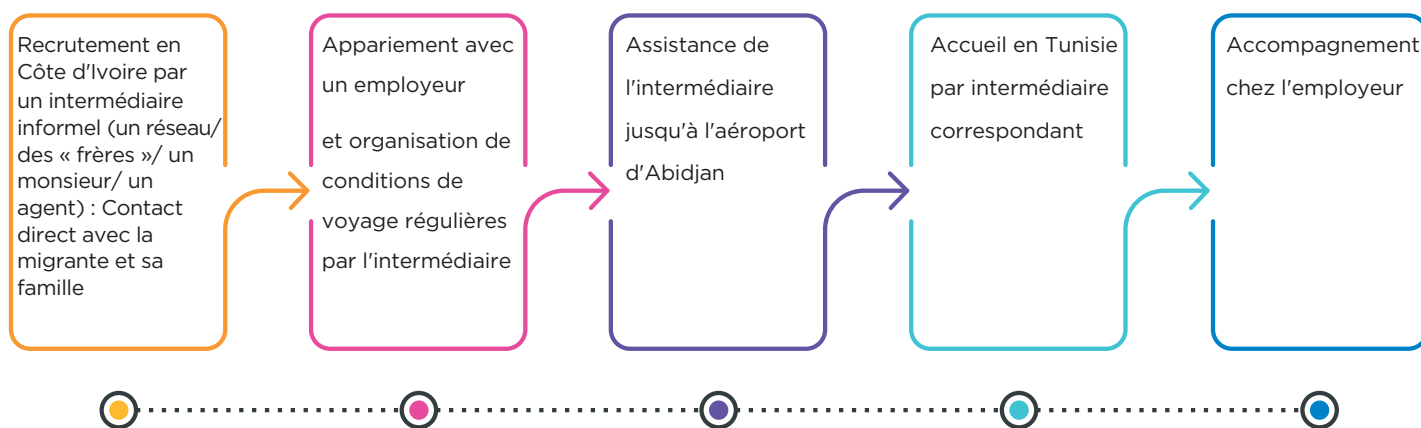 Recrutement en
Côte d'Ivoire par
un intermédiaire
informel (un réseau/
des « frères »/ un
monsieur/ un
agent) : Contact
direct avec la
migrante et sa
famille
Appariement avec
un employeur
et organisation de
conditions de
voyage régulières
par l'intermédiaire
Assistance de
l'intermédiaire
jusqu'à l'aéroport
d'Abidjan
Accueil en Tunisie
par intermédiaire
correspondant
Accompagnement
chez l'employeur